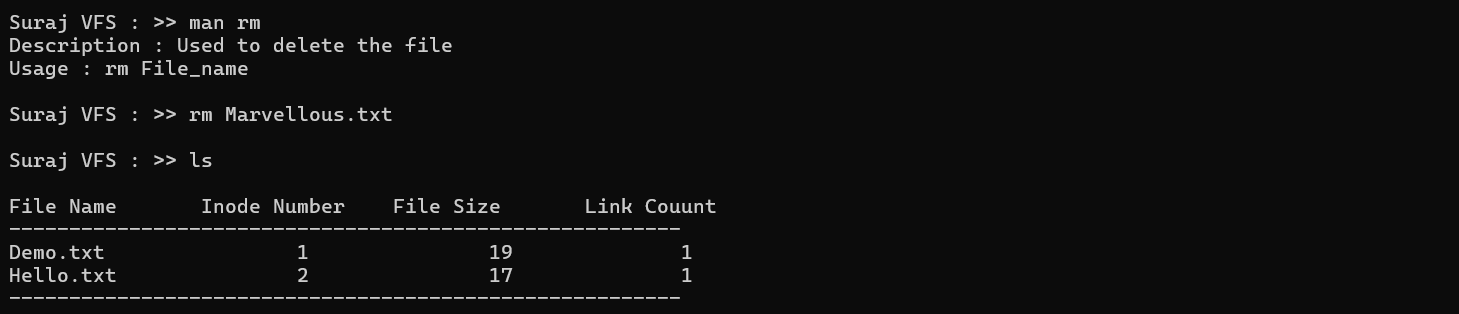 Suraj VFS : >> man rm
Description : Used to delete the file
Usage : rm File_name
Suraj VFS : >> rm Marvellous.txt
Suraj VFS : >> ls
File Name       Inode Number    File Size       Link Couunt
--------------------------------------------------------
Demo.txt                1               19              1
Hello.txt               2               17              1
--------------------------------------------------------